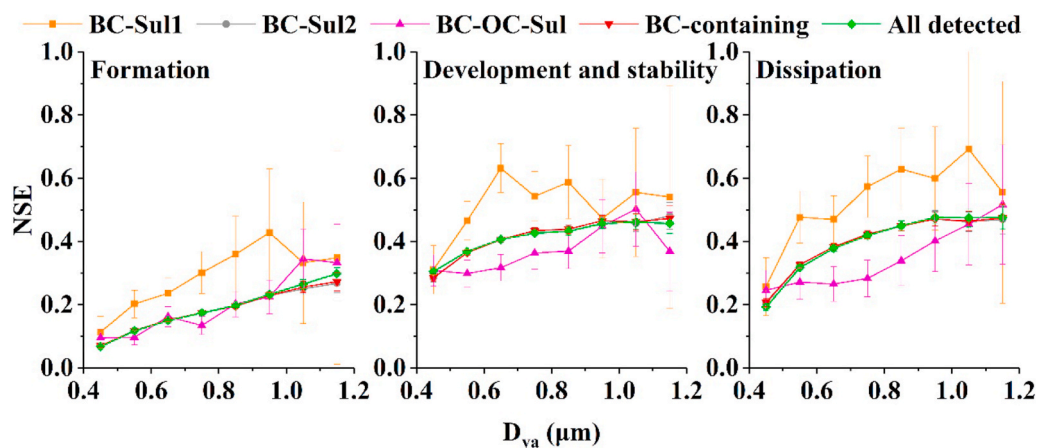 BC-Sul1 BC-Sul2 BC-OC-Sul BC-containing All detected
Formation Development and stability Dissipation
1.0 1.0 1.0
0.8 0.8 0.8
0.6 0.6 0.6
0.4 0.4 0.4
0.2 0.2 0.2
0.0 0.0 0.0
NSE
0.4 0.6 0.8 1.0 1.2 0.4 0.6 0.8 1.0 1.2 0.4 0.6 0.8 1.0 1.2
Dva (μm)